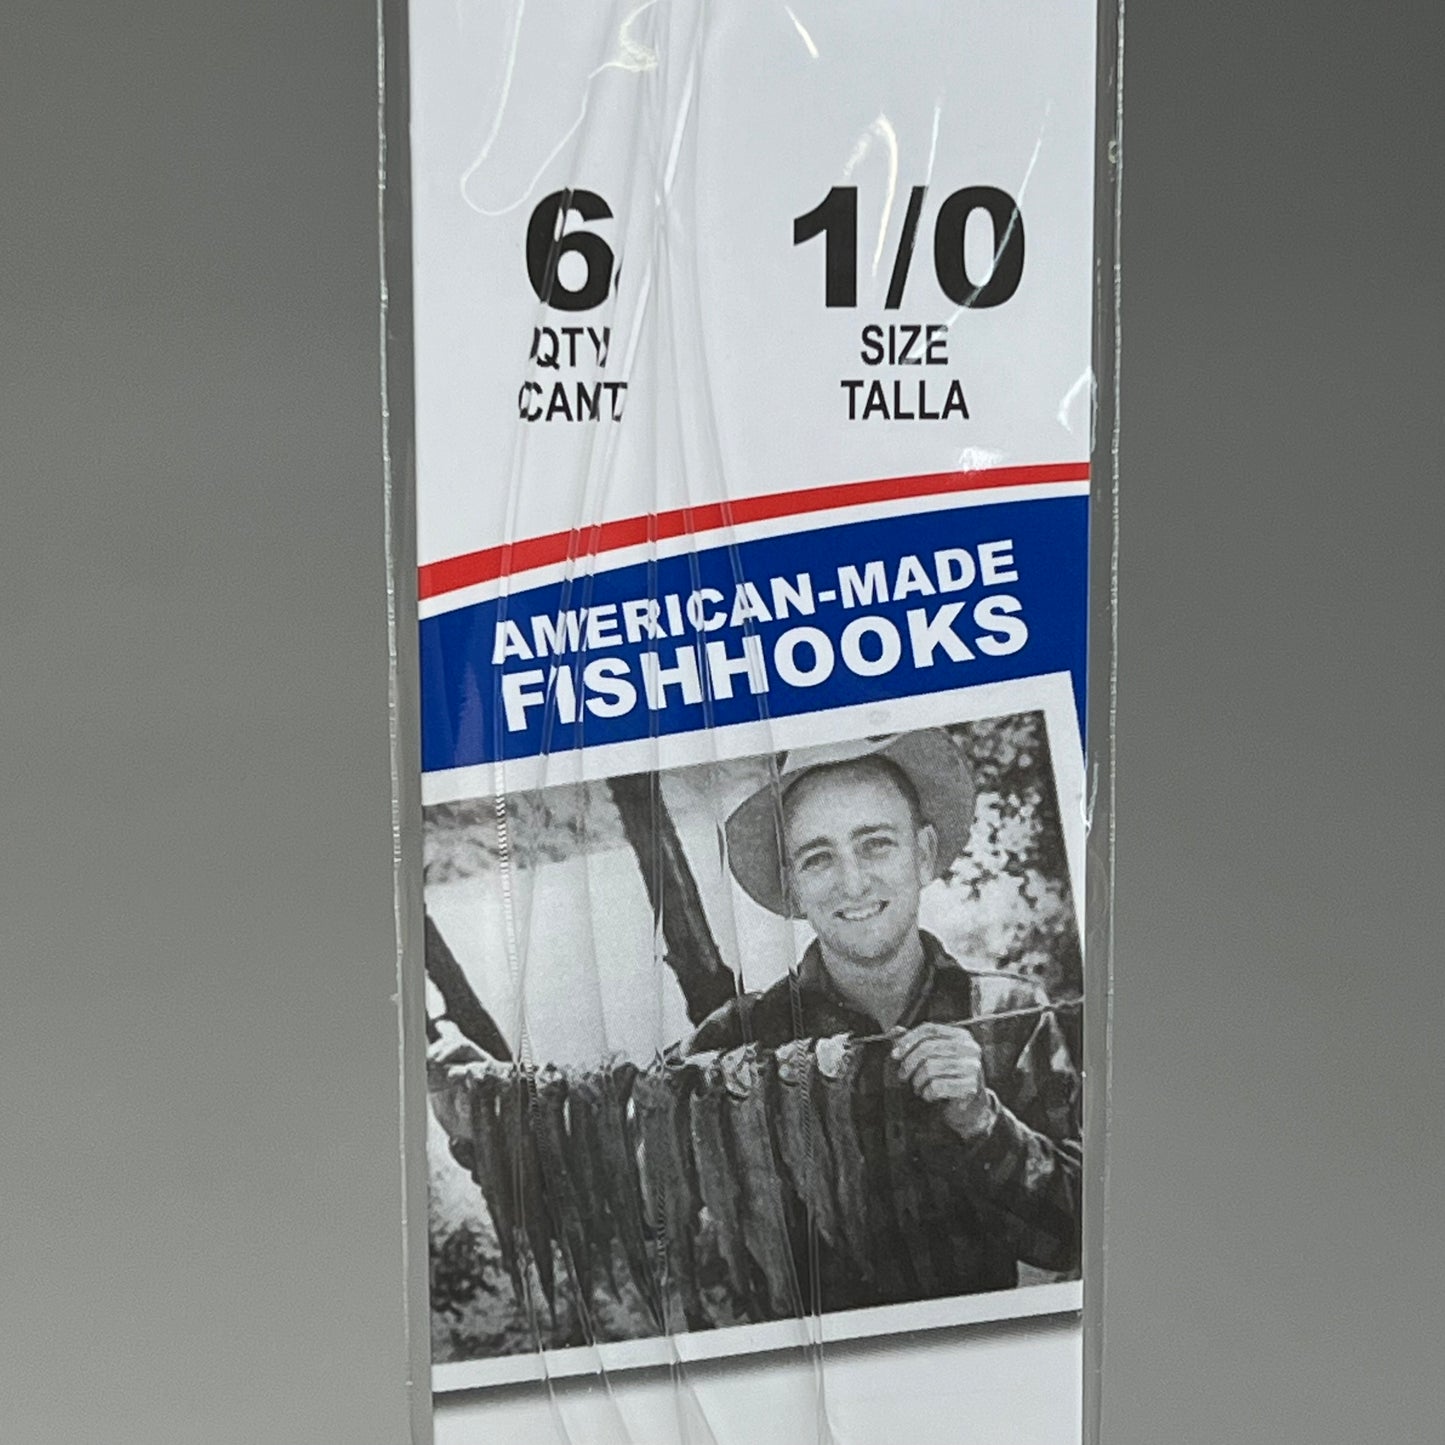 6
1/0
QTY
SIZE
CANT
TALLA
AMERICAN-MADE
FISHHOOKS